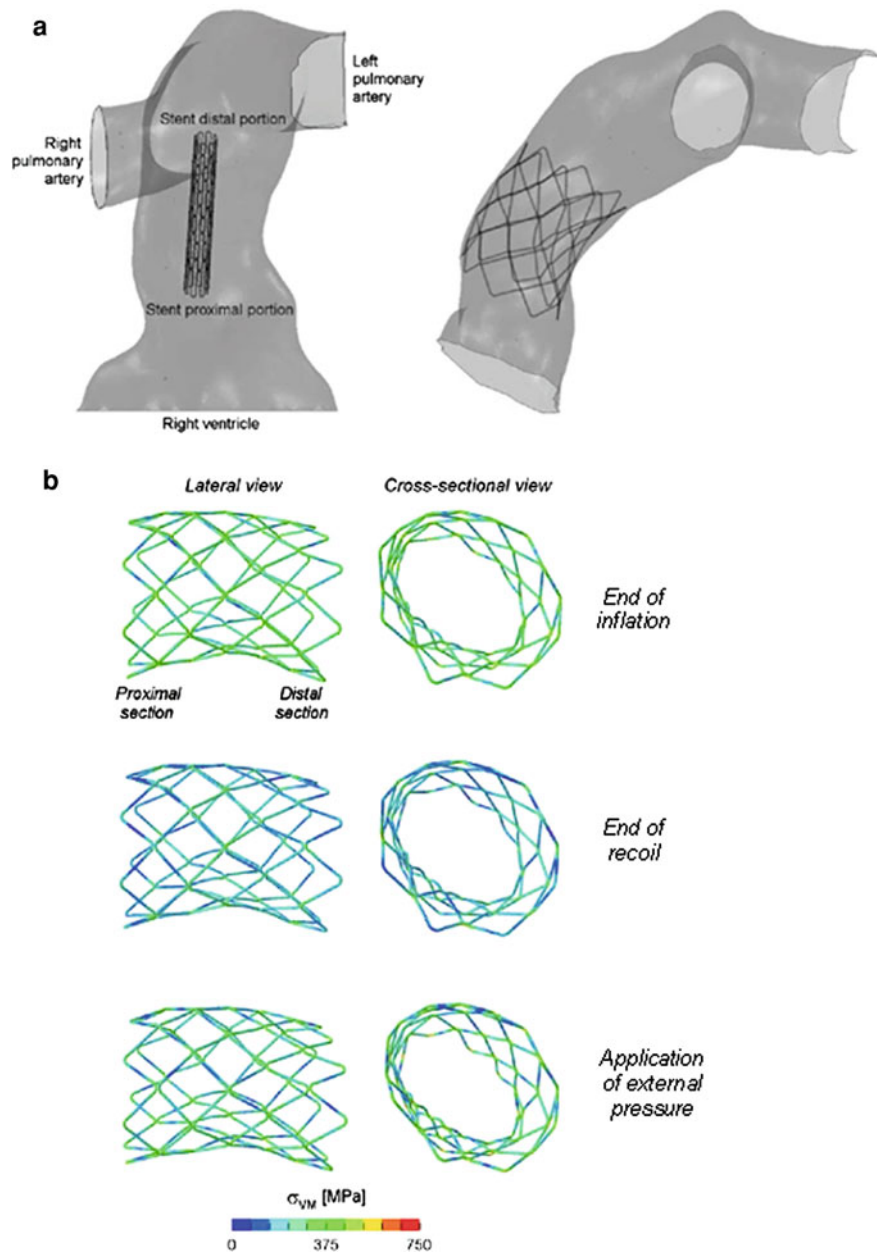 a
Left
pulmonary
artery
Stent distal portion
Right
pulmonary
artery
Stent proximal portion
Right ventricle
b
Lateral view
Cross-sectional view
End of
inflation
Proximal
section
Distal
section
End of
recoil
Application
of external
pressure
σVM [MPa]
0 375 750